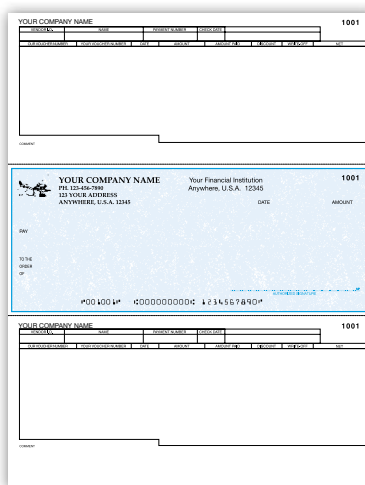 YOUR COMPANY NAME 1001
VENDOR I.D. NAME PAYMENT NUMBER CHECK DATE
OUR VOUCHER NUMBER YOUR VOUCHER NUMBER DATE AMOUNT AMOUNT PAID DISCOUNT WRITE-OFF NET
COMMENT
YOUR COMPANY NAME Your Financial Institution 1001
PH. 123-456-7890 Anywhere, U.S.A. 12345
123 YOUR ADDRESS
ANYWHERE, U.S.A. 12345 DATE AMOUNT
PAY
TO THE
ORDER
OF
AUTHORIZED SIGNATURE
⑈001001⑈ ⑆000000000⑆ 1234567890⑈
YOUR COMPANY NAME 1001
VENDOR I.D. NAME PAYMENT NUMBER CHECK DATE
OUR VOUCHER NUMBER YOUR VOUCHER NUMBER DATE AMOUNT AMOUNT PAID DISCOUNT WRITE-OFF NET
COMMENT